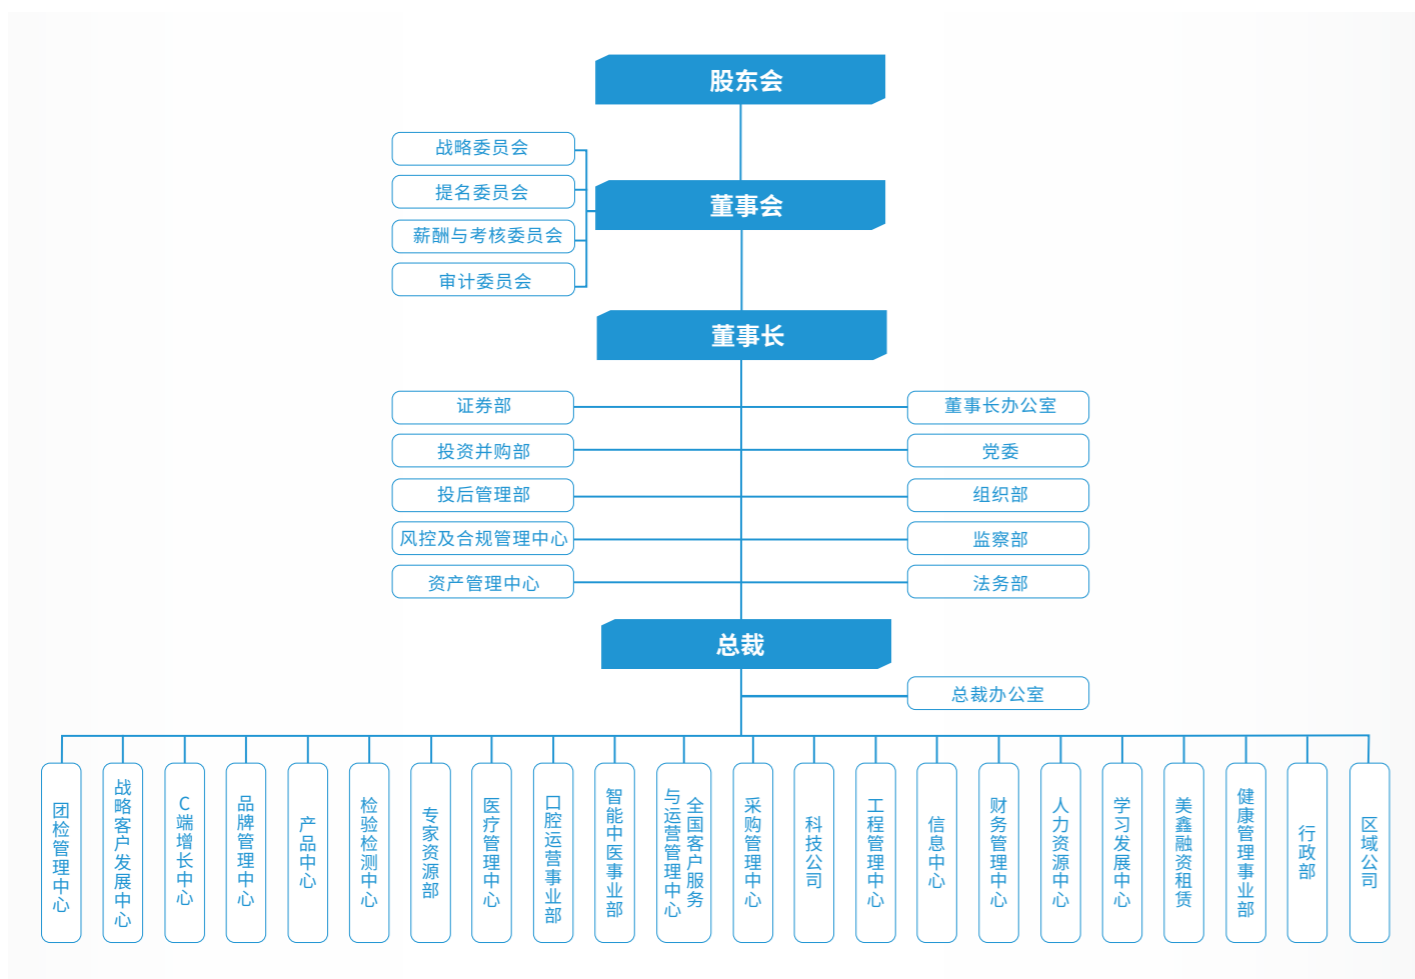 股东会
战略委员会
提名委员会
薪酬与考核委员会
审计委员会
董事会
董事长
证券部
董事长办公室
投资并购部
党委
投后管理部
组织部
风控及合规管理中心
监察部
资产管理中心
法务部
总裁
总裁办公室
团检管理中心
战略客户发展中心
C端增长中心
品牌管理中心
产品中心
检验检测中心
专家资源部
医疗管理中心
口腔运营事业部
智能中医事业部
全国客户服务
与运营管理中心
采购管理中心
科技公司
工程管理中心
信息中心
财务管理中心
人力资源中心
学习发展中心
美鑫融资租赁
健康管理事业部
行政部
区域公司